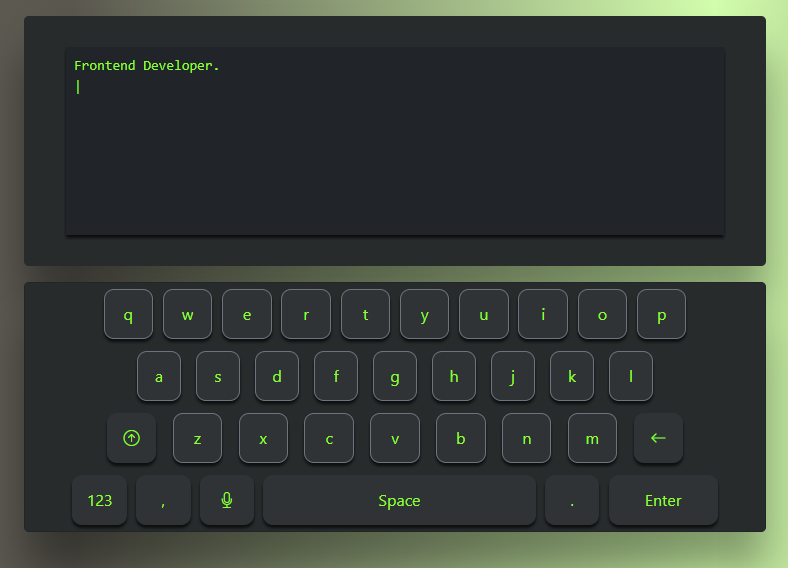 Frontend Developer.
q w e r t y u i o p
a s d f g h j k l
z x c v b n m
123 , Space . Enter